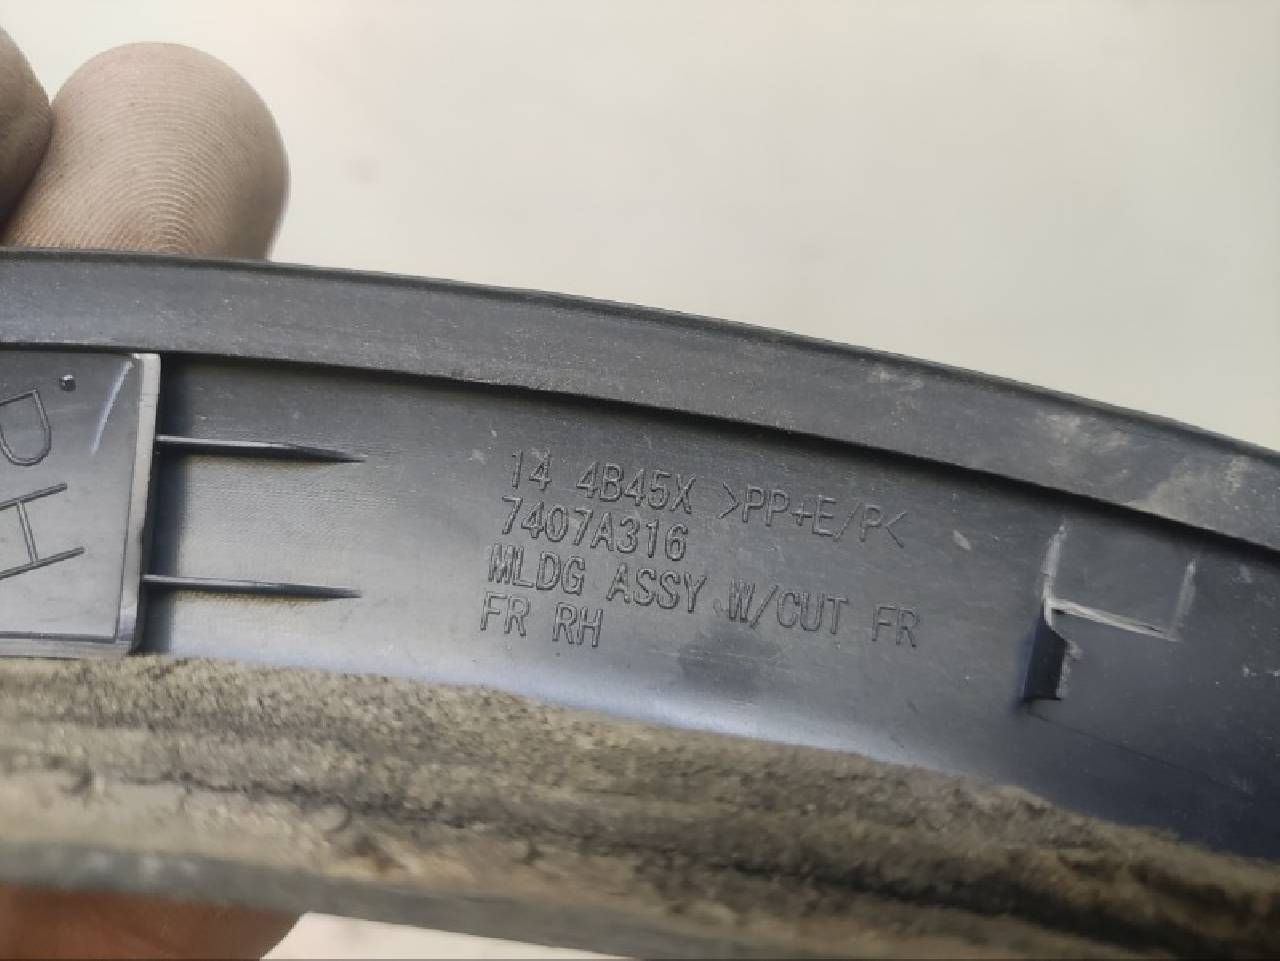 14 4B45X >PP+E/P<
7407A316
MLDG ASSY W/CUT FR
FR RH